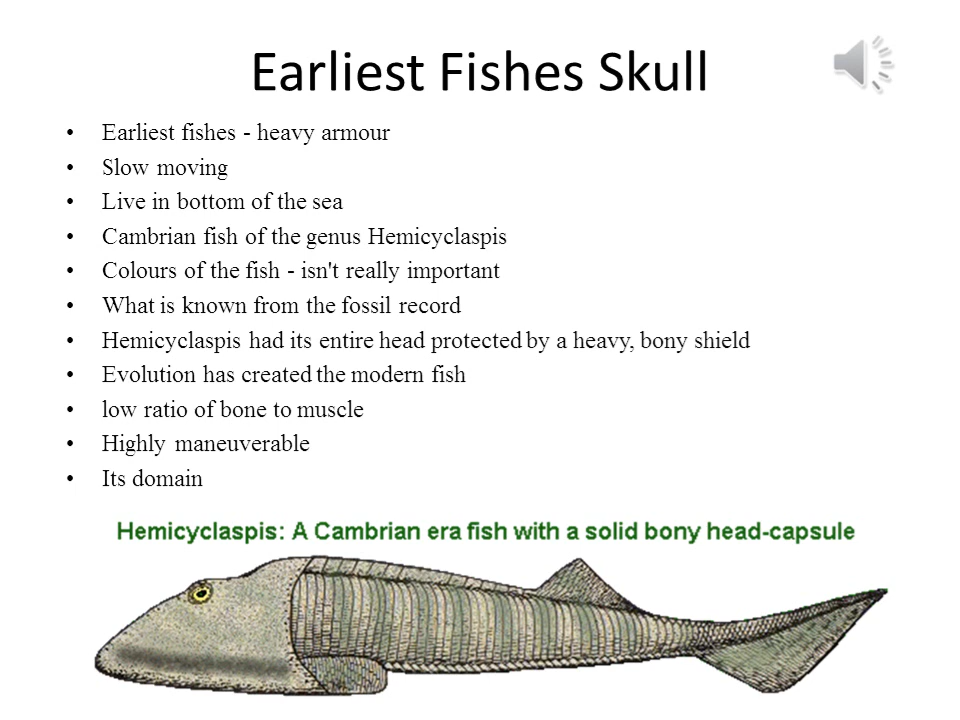 Earliest Fishes Skull
• Earliest fishes - heavy armour
• Slow moving
• Live in bottom of the sea
• Cambrian fish of the genus Hemicyclaspis
• Colours of the fish - isn't really important
• What is known from the fossil record
• Hemicyclaspis had its entire head protected by a heavy, bony shield
• Evolution has created the modern fish
• low ratio of bone to muscle
• Highly maneuverable
• Its domain
Hemicyclaspis: A Cambrian era fish with a solid bony head-capsule